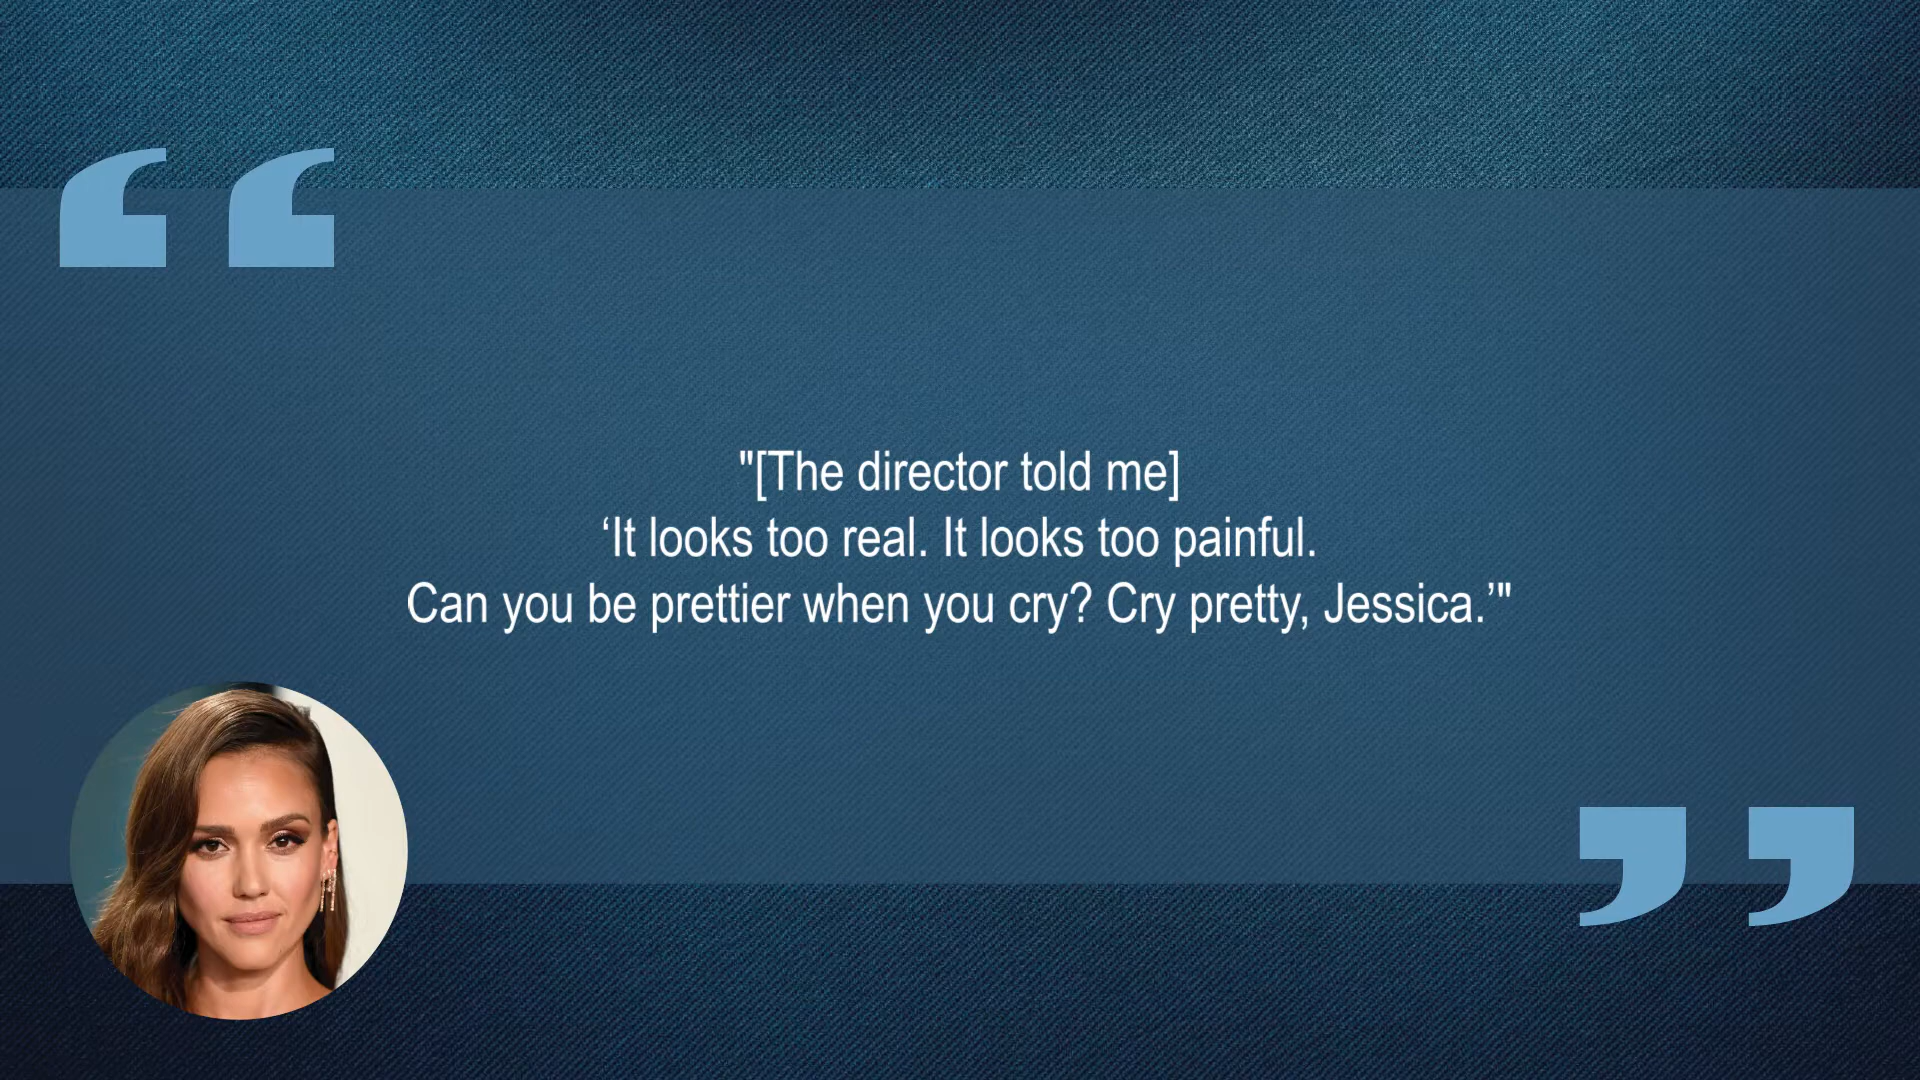 "[The director told me]
‘It looks too real. It looks too painful.
Can you be prettier when you cry? Cry pretty, Jessica.’"